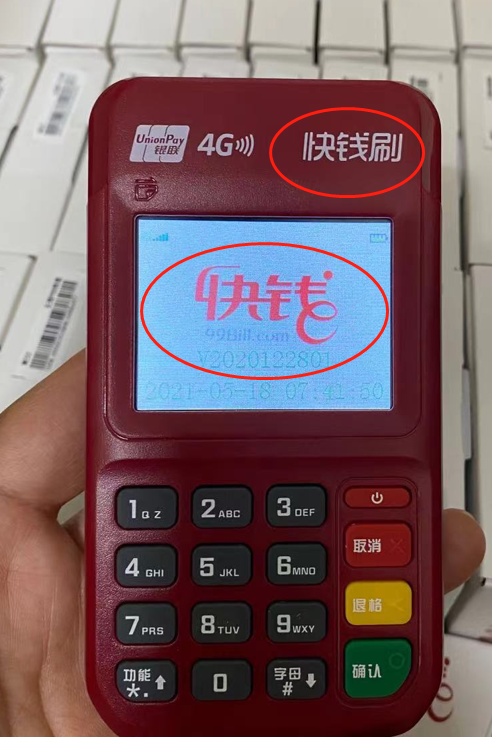 UnionPay
银联
4G
快钱刷
快钱
99Bill.com
V2020122801
2021-05-18 07:41:50
1 QZ
2 ABC
3 DEF
取消
4 GHI
5 JKL
6 MNO
退格
7 PRS
8 TUV
9 WXY
确认
功能
*.
0
字母
#